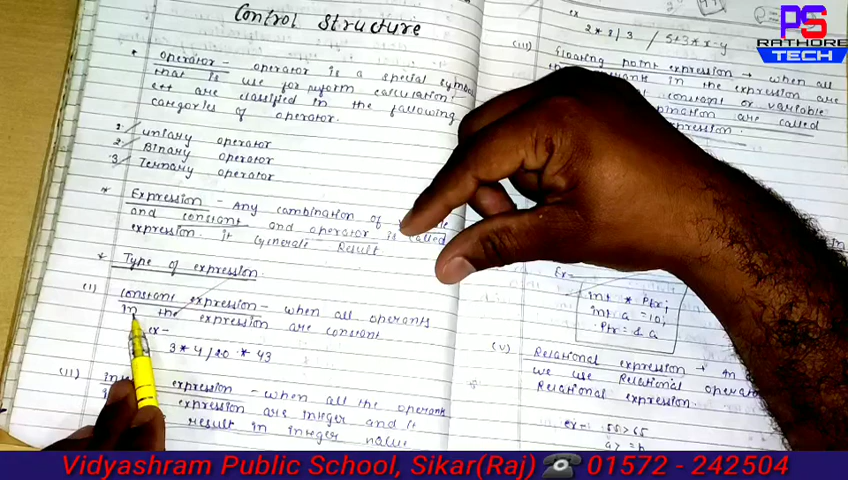 Control Structure
* operator - operator is a special symbol
that is use for perform calculation.
c++ are classified in the following
categories of operator.
1. uniary operator
2. Binary operator
3 Ternary operator
* Expression - Any combination of
and constant and operator is called
expression. it Generate Result
* Type of expression
(I) constant expression - when all operants
in the expression are constant
ex-
3 * 4 / 20 * 43
(II) expression - when all the operant
expression are integer and it
result in integer value
ex
2 * 2 / 3 / 5 + 3 * x - y
(III) floating point expression → when all
in the expression are
constant or variable
are called
expression.
Ex-
int * Ptr;
int a = 10;
Ptr = & a
(V) Relational expression → in
we use Relational operator
Relational expression.
ex- 55 > 65
PS
RATHORE
TECH
Vidyashram Public School, Sikar(Raj) 01572 - 242504